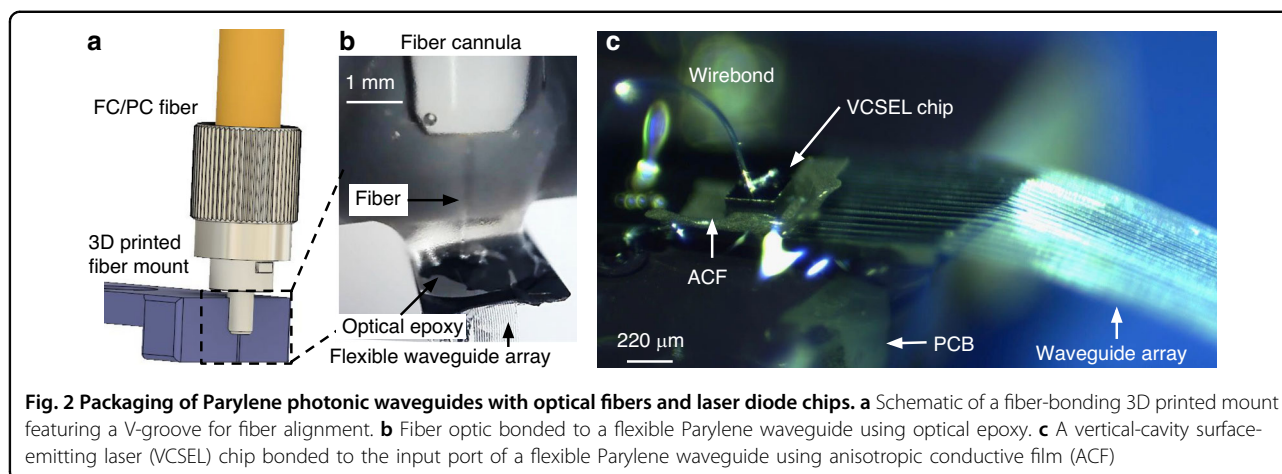 a
FC/PC fiber
3D printed
fiber mount
b
Fiber cannula
1 mm
Fiber
Optical epoxy
Flexible waveguide array
c
Wirebond
VCSEL chip
ACF
220 μm
PCB
Waveguide array
Fig. 2 Packaging of Parylene photonic waveguides with optical fibers and laser diode chips. a Schematic of a fiber-bonding 3D printed mount
featuring a V-groove for fiber alignment. b Fiber optic bonded to a flexible Parylene waveguide using optical epoxy. c A vertical-cavity surface-
emitting laser (VCSEL) chip bonded to the input port of a flexible Parylene waveguide using anisotropic conductive film (ACF)